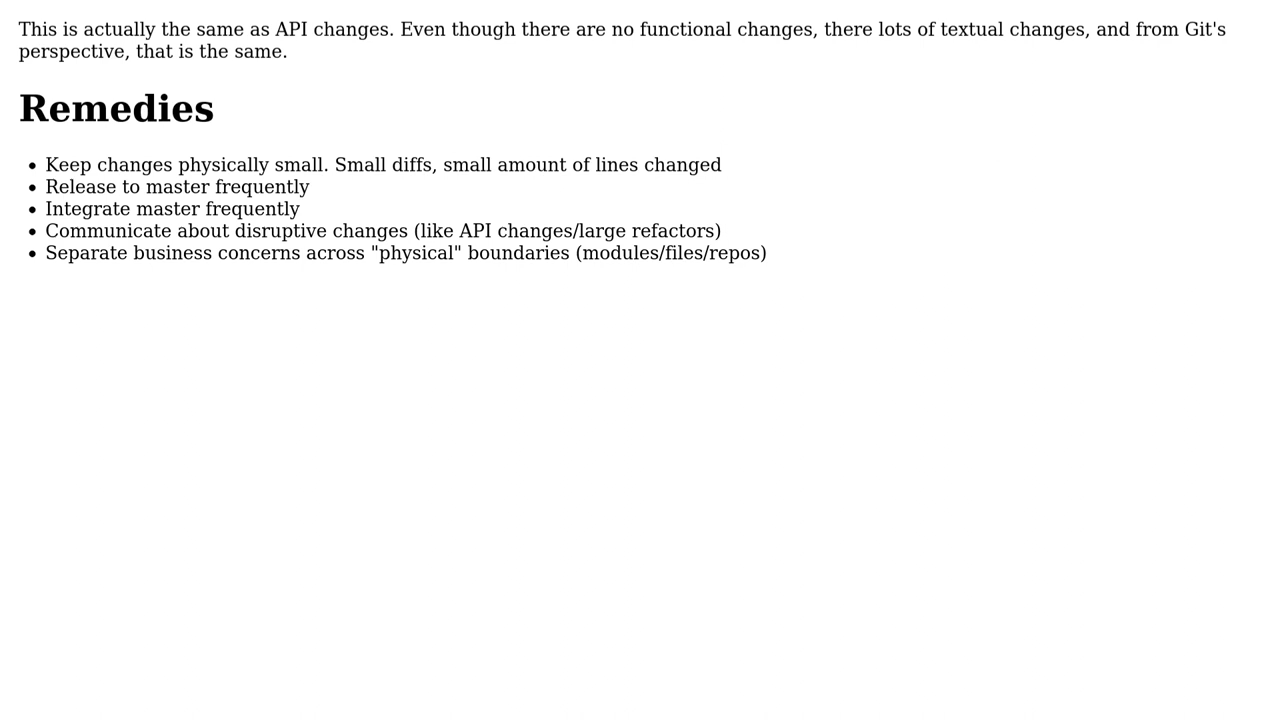 This is actually the same as API changes. Even though there are no functional changes, there lots of textual changes, and from Git's
perspective, that is the same.
Remedies
• Keep changes physically small. Small diffs, small amount of lines changed
• Release to master frequently
• Integrate master frequently
• Communicate about disruptive changes (like API changes/large refactors)
• Separate business concerns across "physical" boundaries (modules/files/repos)